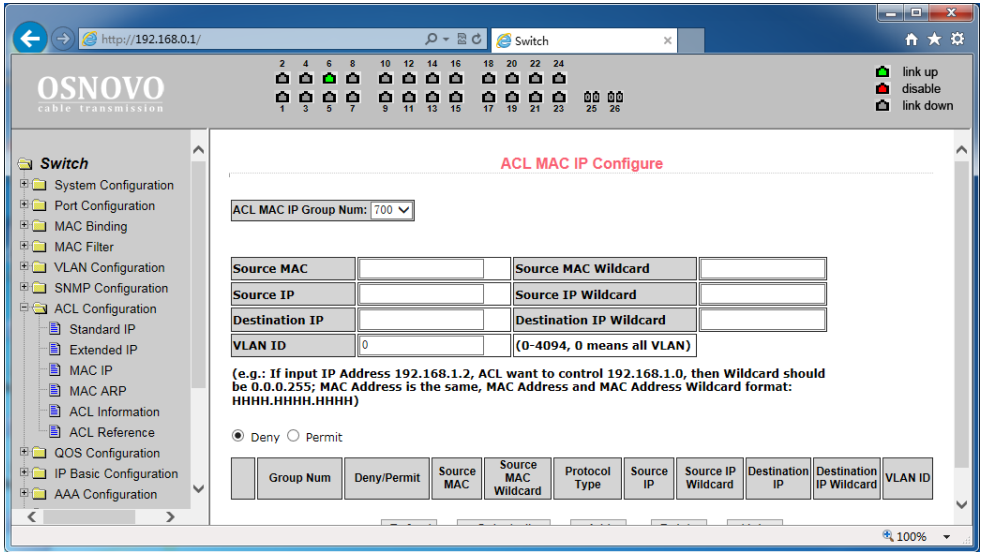 http://192.168.0.1/
Switch
OSNOVO
cable transmission
2 4 6 8 10 12 14 16 18 20 22 24
1 3 5 7 9 11 13 15 17 19 21 23 25 26
link up
disable
link down
Switch
System Configuration
Port Configuration
MAC Binding
MAC Filter
VLAN Configuration
SNMP Configuration
ACL Configuration
Standard IP
Extended IP
MAC IP
MAC ARP
ACL Information
ACL Reference
QOS Configuration
IP Basic Configuration
AAA Configuration
ACL MAC IP Configure
ACL MAC IP Group Num: 700
Source MAC Source MAC Wildcard
Source IP Source IP Wildcard
Destination IP Destination IP Wildcard
VLAN ID 0 (0-4094, 0 means all VLAN)
(e.g.: If input IP Address 192.168.1.2, ACL want to control 192.168.1.0, then Wildcard should
be 0.0.0.255; MAC Address is the same, MAC Address and MAC Address Wildcard format:
HHHH.HHHH.HHHH)
Deny Permit
Group Num Deny/Permit Source MAC Source MAC Wildcard Protocol Type Source IP Source IP Wildcard Destination IP Destination IP Wildcard VLAN ID
100%